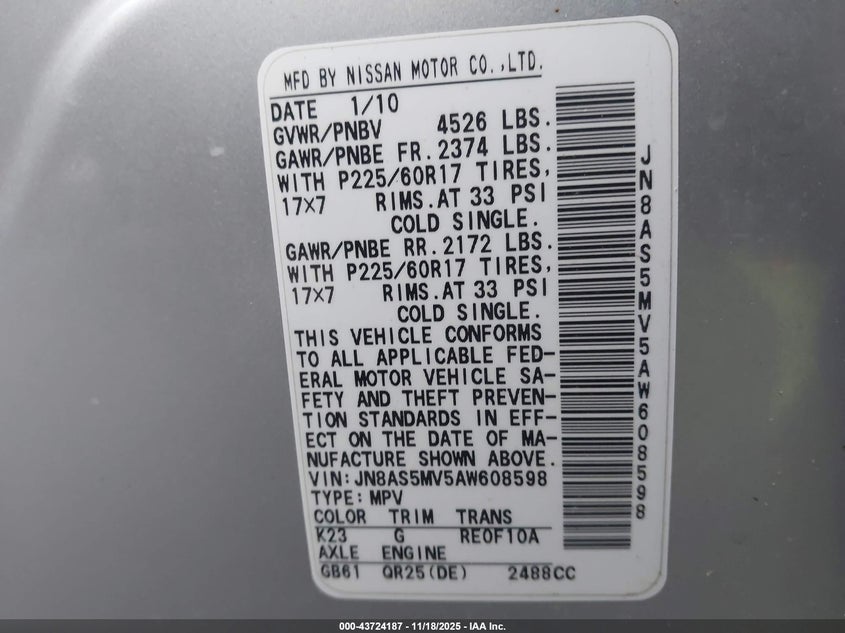 MFD BY NISSAN MOTOR CO.,LTD.
DATE 1/10
GVWR/PNBV 4526 LBS.
GAWR/PNBE FR.2374 LBS.
WITH P225/60R17 TIRES,
17×7 RIMS.AT 33 PSI
COLD SINGLE.
GAWR/PNBE RR.2172 LBS.
WITH P225/60R17 TIRES,
17×7 RIMS.AT 33 PSI
COLD SINGLE.
THIS VEHICLE CONFORMS
TO ALL APPLICABLE FED-
ERAL MOTOR VEHICLE SA-
FETY AND THEFT PREVEN-
TION STANDARDS IN EFF-
ECT ON THE DATE OF MA-
NUFACTURE SHOWN ABOVE.
VIN:JN8AS5MV5AW608598
TYPE:MPV
COLOR TRIM TRANS
K23 G RE0F10A
AXLE ENGINE
GB61 QR25(DE) 2488CC
JN8AS5MV5AW608598
000-43724187 - 11/18/2025 - IAA Inc.